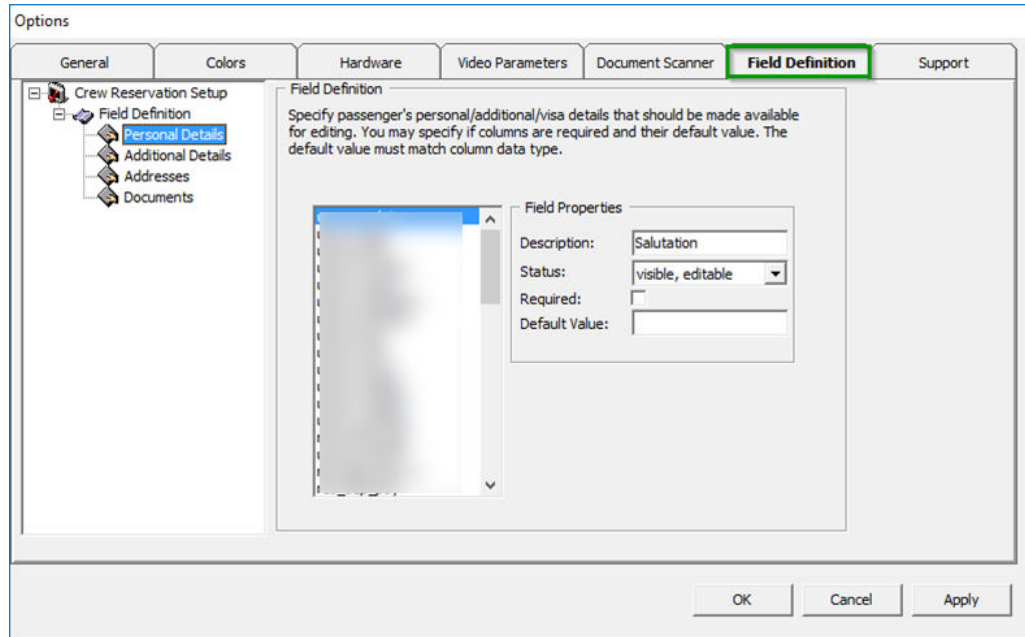 Options
General
Colors
Hardware
Video Parameters
Document Scanner
Field Definition
Support
Crew Reservation Setup
Field Definition
Personal Details
Additional Details
Addresses
Documents
Field Definition
Specify passenger's personal/additional/visa details that should be made available
for editing. You may specify if columns are required and their default value. The
default value must match column data type.
Field Properties
Description:
Salutation
Status:
visible, editable
Required:
Default Value:
OK
Cancel
Apply